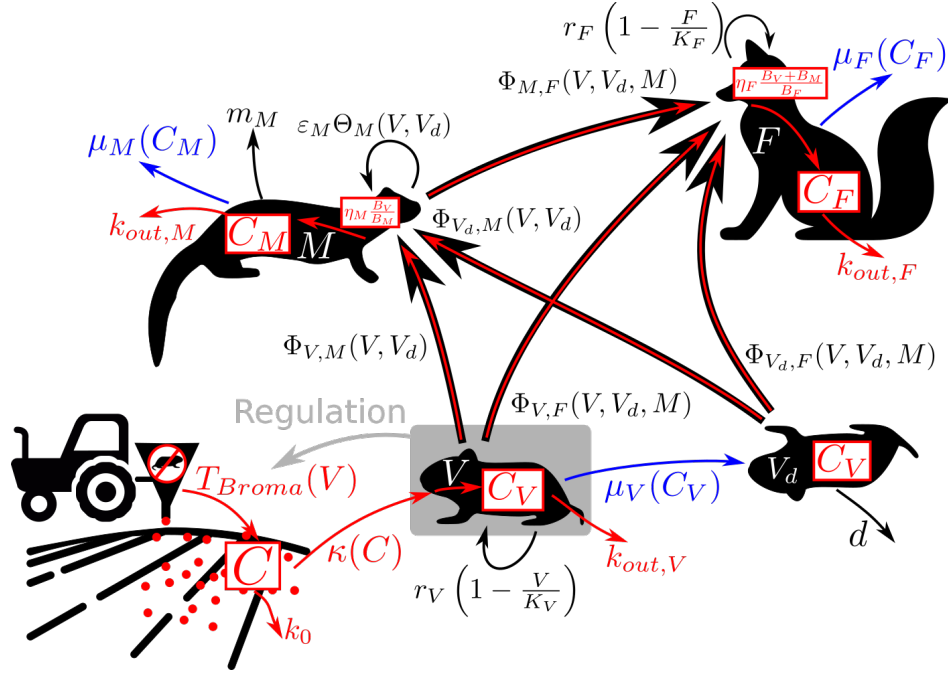 r_F (1 − F/K_F)
μ_F(C_F)
Φ_{M,F}(V, V_d, M)
η_F (B_V+B_M)/B_F
F
C_F
k_{out,F}
m_M
ε_MΘ_M(V, V_d)
μ_M(C_M)
k_{out,M}
η_M B_V/B_M
C_M
M
Φ_{V_d,M}(V, V_d)
Φ_{V,M}(V, V_d)
Φ_{V_d,F}(V, V_d, M)
Φ_{V,F}(V, V_d, M)
Regulation
T_{Broma}(V)
V
C_V
μ_V(C_V)
V_d
C_V
d
κ(C)
k_{out,V}
C
r_V (1 − V/K_V)
k_0